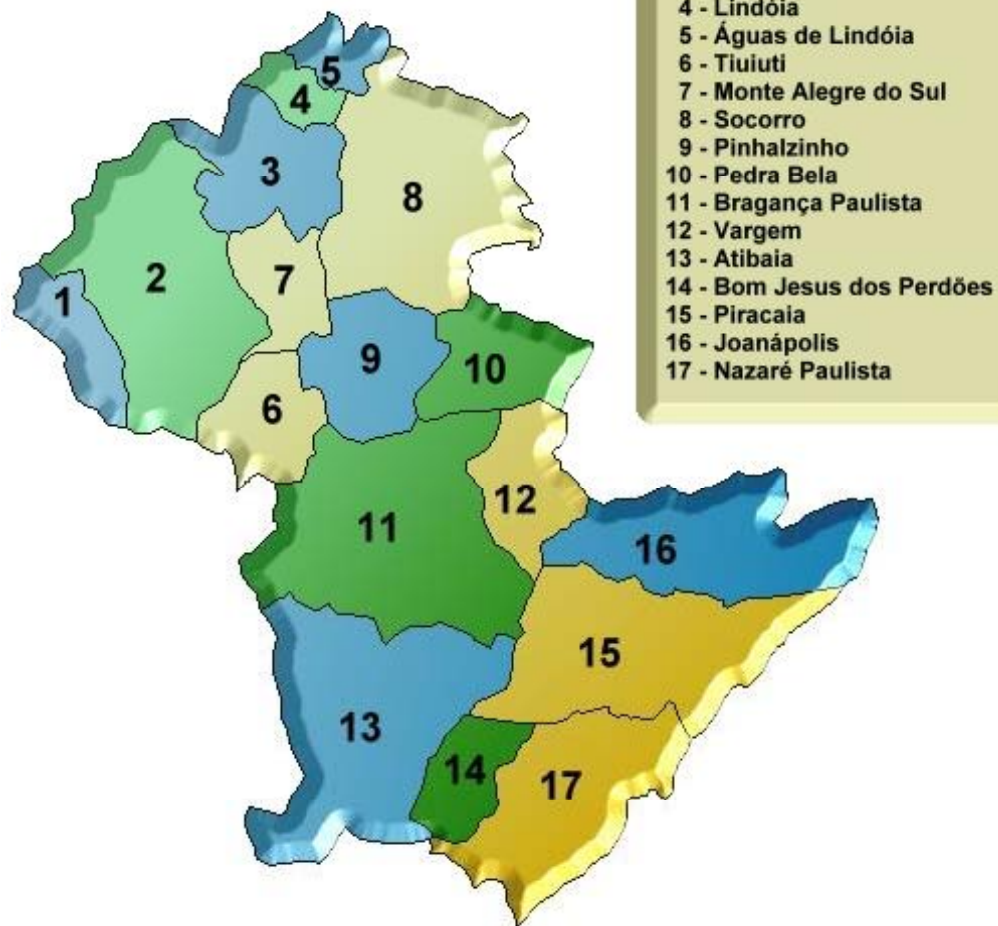 4 - Lindóia
5 - Águas de Lindóia
6 - Tiuiuti
7 - Monte Alegre do Sul
8 - Socorro
9 - Pinhalzinho
10 - Pedra Bela
11 - Bragança Paulista
12 - Vargem
13 - Atibaia
14 - Bom Jesus dos Perdões
15 - Piracaia
16 - Joanápolis
17 - Nazaré Paulista
5
4
3
8
2
7
1
9
10
6
12
11
16
15
13
14
17